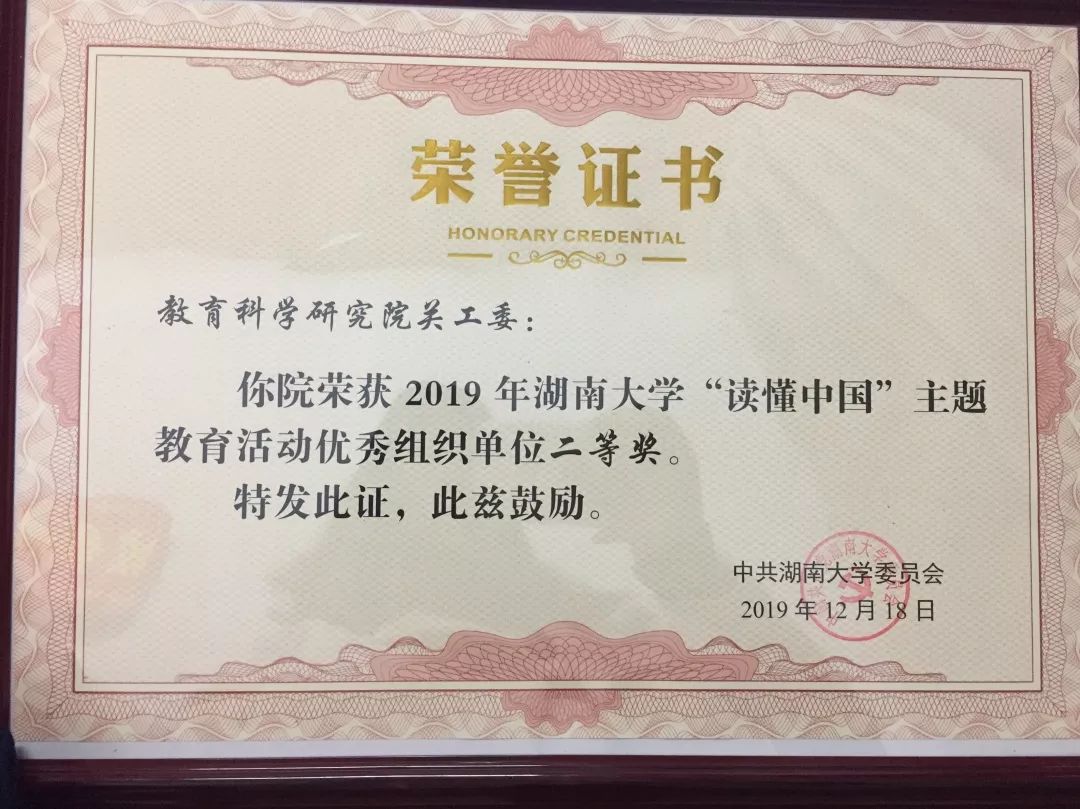 荣誉证书
HONORARY CREDENTIAL
教育科学研究院关工委：
你院荣获 2019 年湖南大学“读懂中国”主题
教育活动优秀组织单位二等奖。
特发此证，此兹鼓励。
中共湖南大学委员会
2019 年 12 月 18 日